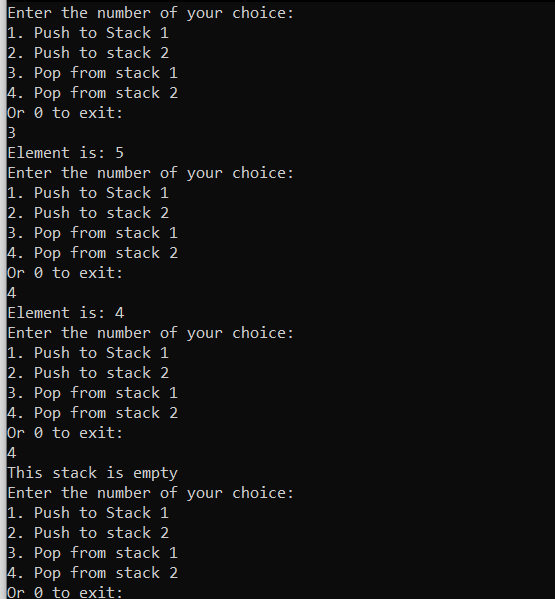 Enter the number of your choice:
1. Push to Stack 1
2. Push to stack 2
3. Pop from stack 1
4. Pop from stack 2
Or 0 to exit:
3
Element is: 5
Enter the number of your choice:
1. Push to Stack 1
2. Push to stack 2
3. Pop from stack 1
4. Pop from stack 2
Or 0 to exit:
4
Element is: 4
Enter the number of your choice:
1. Push to Stack 1
2. Push to stack 2
3. Pop from stack 1
4. Pop from stack 2
Or 0 to exit:
4
This stack is empty
Enter the number of your choice:
1. Push to Stack 1
2. Push to stack 2
3. Pop from stack 1
4. Pop from stack 2
Or 0 to exit: